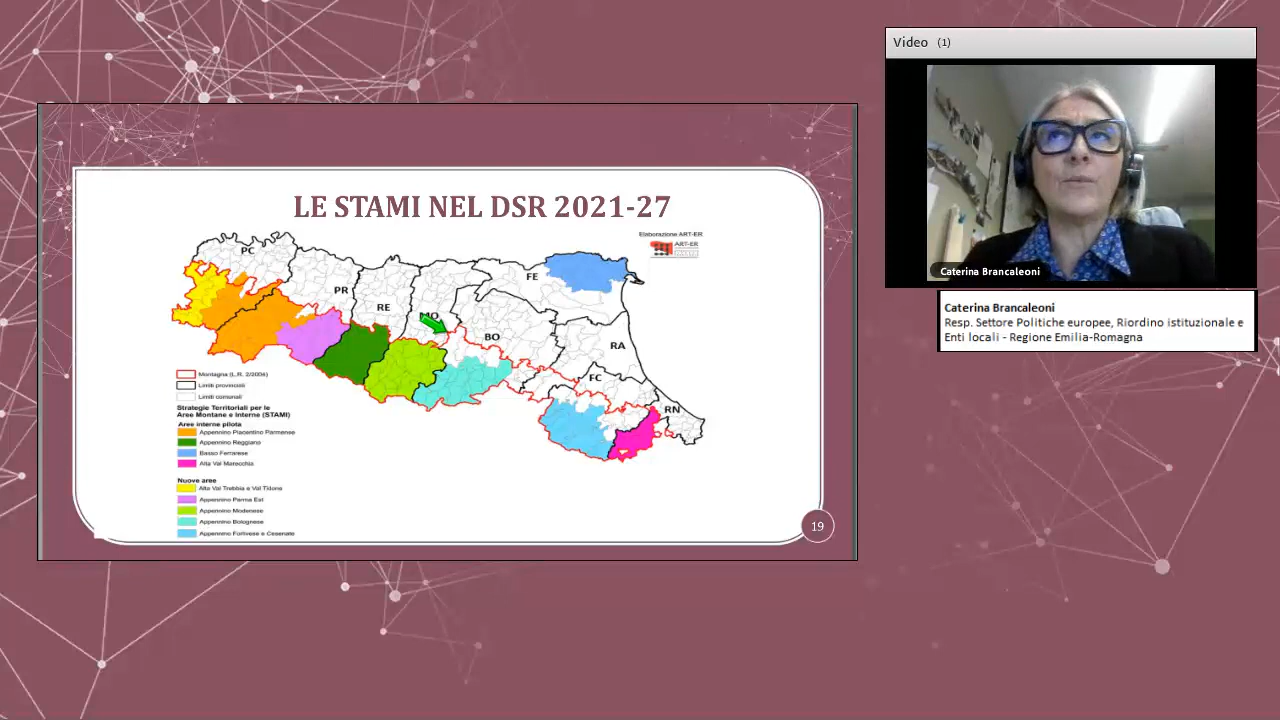 Video (1)
Caterina Brancaleoni
Caterina Brancaleoni
Resp. Settore Politiche europee, Riordino istituzionale e
Enti locali - Regione Emilia-Romagna
LE STAMI NEL DSR 2021-27
Elaborazione ART-ER
ART-ER
PC
PR
RE
MO
BO
FE
RA
FC
RN
Montagna (L.R. 2/2004)
Limiti provinciali
Limiti comunali
Strategie Territoriali per le
Aree Montane e Interne (STAMI)
Aree interne pilota
Appennino Piacentino Parmense
Appennino Reggiano
Basso Ferrarese
Alta Val Marecchia
Nuove aree
Alta Val Trebbia e Val Tidone
Appennino Parma Est
Appennino Modenese
Appennino Bolognese
Appennino Forlivese e Cesenate
19